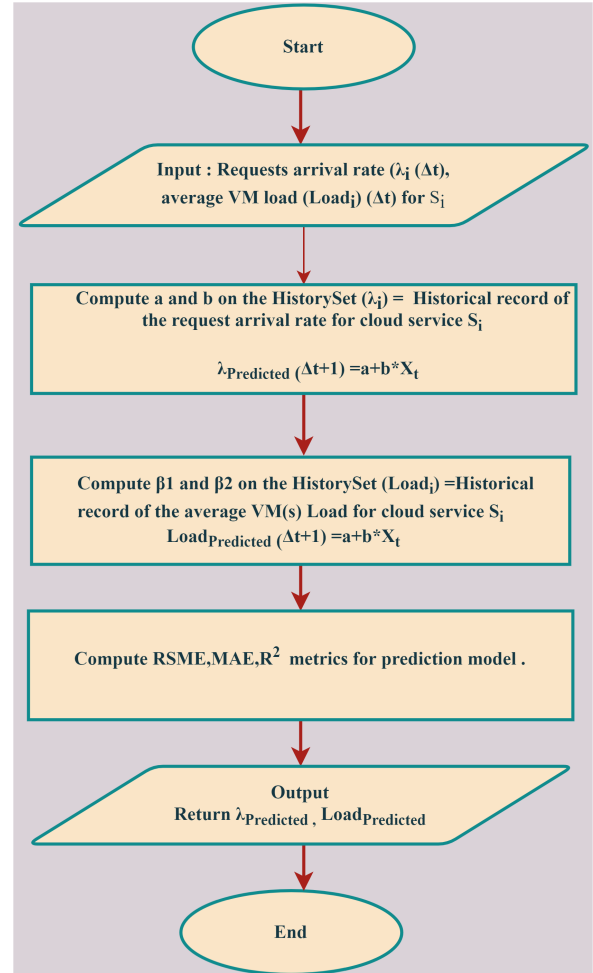 Start
Input : Requests arrival rate (λi (Δt),
average VM load (Loadi) (Δt) for Si
Compute a and b on the HistorySet (λi) = Historical record of
the request arrival rate for cloud service Si
λPredicted (Δt+1) =a+b*Xt
Compute β1 and β2 on the HistorySet (Loadi) =Historical
record of the average VM(s) Load for cloud service Si
LoadPredicted (Δt+1) =a+b*Xt
Compute RSME,MAE,R² metrics for prediction model .
Output
Return λPredicted , LoadPredicted
End